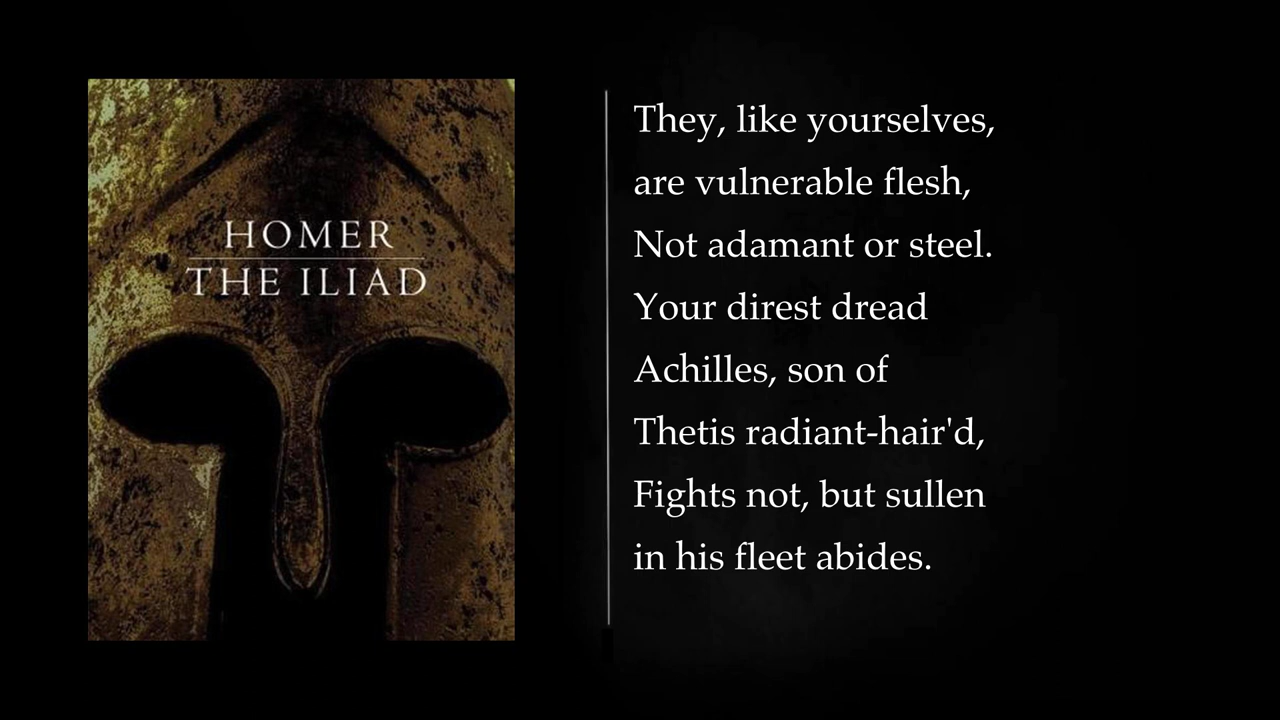 HOMER
THE ILIAD
They, like yourselves,
are vulnerable flesh,
Not adamant or steel.
Your direst dread
Achilles, son of
Thetis radiant-hair'd,
Fights not, but sullen
in his fleet abides.